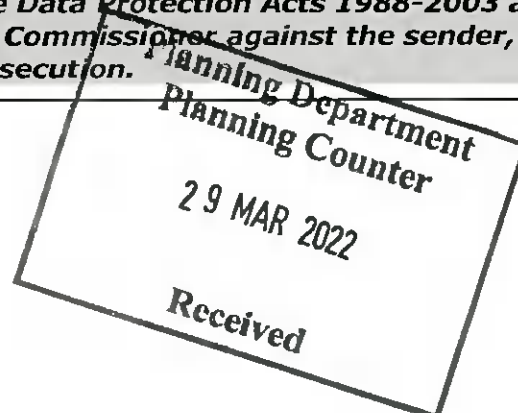 e Data Protection Acts 1988-2003 a
Commissioner against the sender,
secution.
Planning Department
Planning Counter
29 MAR 2022
Received